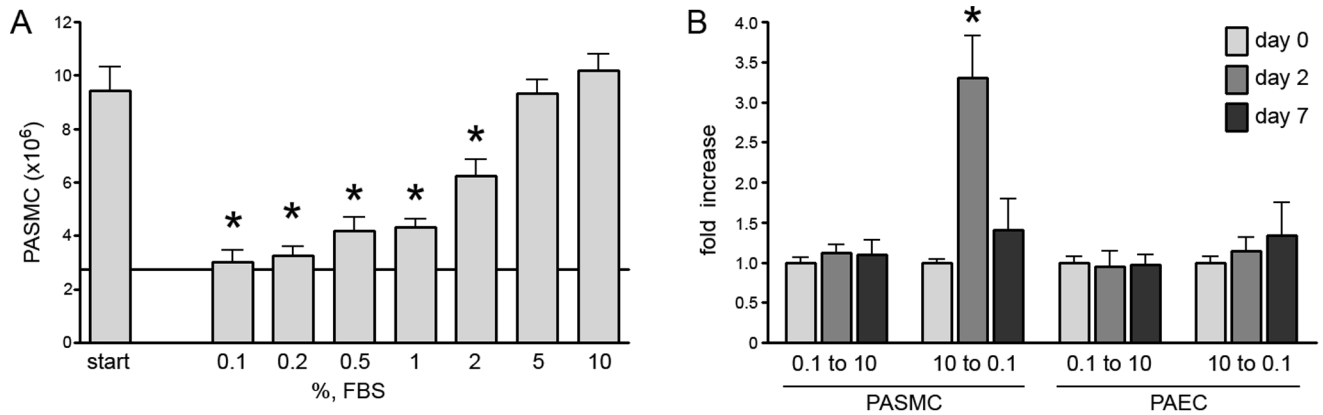 A
12
10
8
6
4
2
0
PASMC (x10⁶)
*
*
*
*
*
start
0.1
0.2
0.5
1
2
5
10
%, FBS
B
4.0
3.5
3.0
2.5
2.0
1.5
1.0
0.5
0
fold increase
*
day 0
day 2
day 7
0.1 to 10
10 to 0.1
0.1 to 10
10 to 0.1
PASMC
PAEC